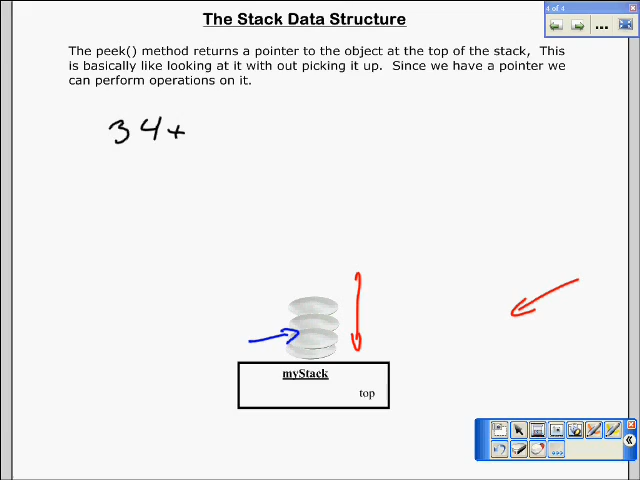 4 of 4
The Stack Data Structure
The peek() method returns a pointer to the object at the top of the stack, This
is basically like looking at it with out picking it up. Since we have a pointer we
can perform operations on it.
3 4 +
myStack
top